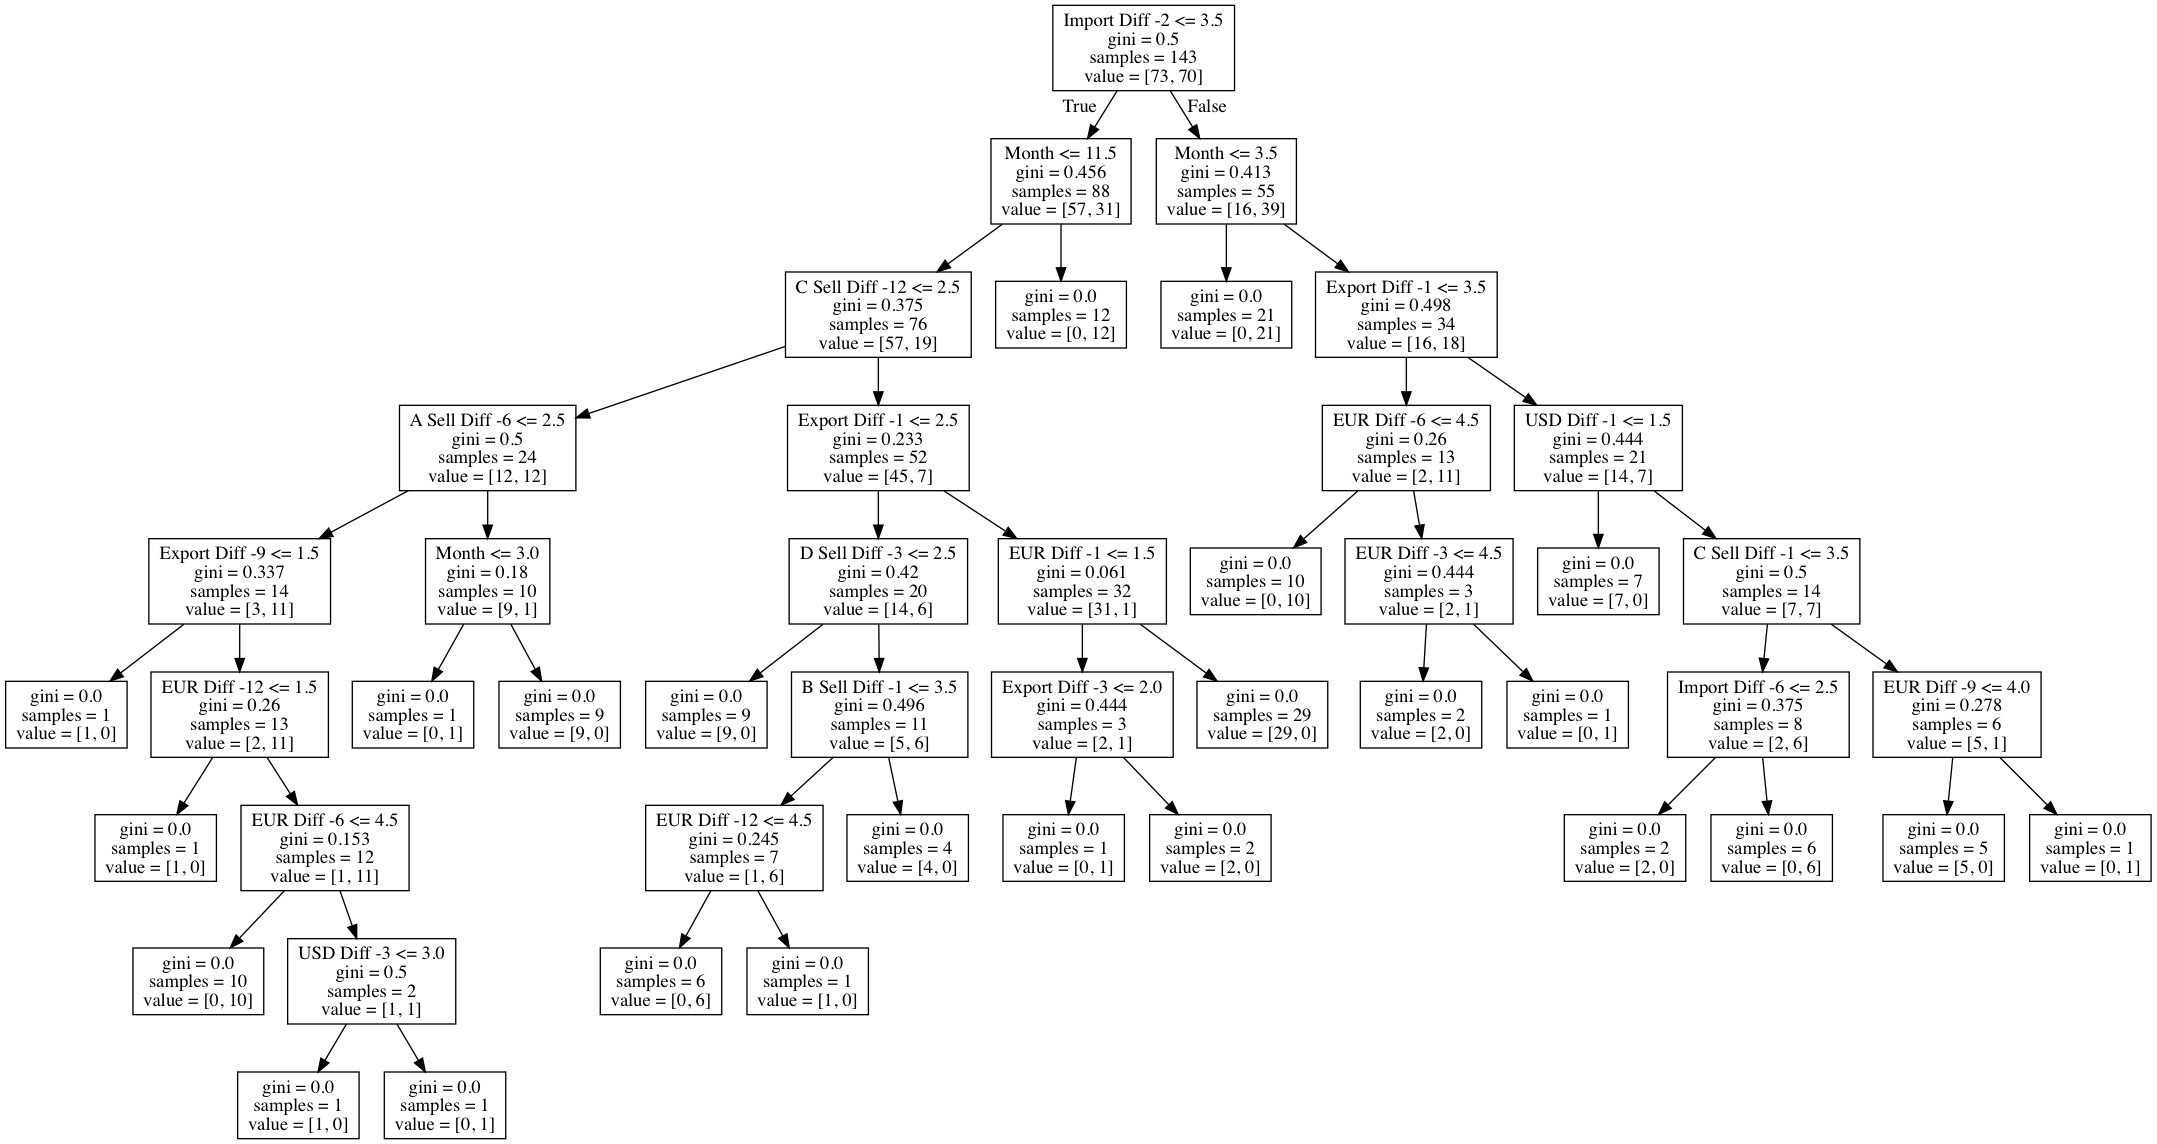 Import Diff -2 <= 3.5
gini = 0.5
samples = 143
value = [73, 70]
True
False
Month <= 11.5
gini = 0.456
samples = 88
value = [57, 31]
Month <= 3.5
gini = 0.413
samples = 55
value = [16, 39]
C Sell Diff -12 <= 2.5
gini = 0.375
samples = 76
value = [57, 19]
gini = 0.0
samples = 12
value = [0, 12]
gini = 0.0
samples = 21
value = [0, 21]
Export Diff -1 <= 3.5
gini = 0.498
samples = 34
value = [16, 18]
A Sell Diff -6 <= 2.5
gini = 0.5
samples = 24
value = [12, 12]
Export Diff -1 <= 2.5
gini = 0.233
samples = 52
value = [45, 7]
EUR Diff -6 <= 4.5
gini = 0.26
samples = 13
value = [2, 11]
USD Diff -1 <= 1.5
gini = 0.444
samples = 21
value = [14, 7]
Export Diff -9 <= 1.5
gini = 0.337
samples = 14
value = [3, 11]
Month <= 3.0
gini = 0.18
samples = 10
value = [9, 1]
D Sell Diff -3 <= 2.5
gini = 0.42
samples = 20
value = [14, 6]
EUR Diff -1 <= 1.5
gini = 0.061
samples = 32
value = [31, 1]
gini = 0.0
samples = 10
value = [0, 10]
EUR Diff -3 <= 4.5
gini = 0.444
samples = 3
value = [2, 1]
gini = 0.0
samples = 7
value = [7, 0]
C Sell Diff -1 <= 3.5
gini = 0.5
samples = 14
value = [7, 7]
gini = 0.0
samples = 1
value = [1, 0]
EUR Diff -12 <= 1.5
gini = 0.26
samples = 13
value = [2, 11]
gini = 0.0
samples = 1
value = [0, 1]
gini = 0.0
samples = 9
value = [9, 0]
gini = 0.0
samples = 9
value = [9, 0]
B Sell Diff -1 <= 3.5
gini = 0.496
samples = 11
value = [5, 6]
Export Diff -3 <= 2.0
gini = 0.444
samples = 3
value = [2, 1]
gini = 0.0
samples = 29
value = [29, 0]
gini = 0.0
samples = 2
value = [2, 0]
gini = 0.0
samples = 1
value = [0, 1]
Import Diff -6 <= 2.5
gini = 0.375
samples = 8
value = [2, 6]
EUR Diff -9 <= 4.0
gini = 0.278
samples = 6
value = [5, 1]
gini = 0.0
samples = 1
value = [1, 0]
EUR Diff -6 <= 4.5
gini = 0.153
samples = 12
value = [1, 11]
EUR Diff -12 <= 4.5
gini = 0.245
samples = 7
value = [1, 6]
gini = 0.0
samples = 4
value = [4, 0]
gini = 0.0
samples = 1
value = [0, 1]
gini = 0.0
samples = 2
value = [2, 0]
gini = 0.0
samples = 2
value = [2, 0]
gini = 0.0
samples = 6
value = [0, 6]
gini = 0.0
samples = 5
value = [5, 0]
gini = 0.0
samples = 1
value = [0, 1]
gini = 0.0
samples = 10
value = [0, 10]
USD Diff -3 <= 3.0
gini = 0.5
samples = 2
value = [1, 1]
gini = 0.0
samples = 6
value = [0, 6]
gini = 0.0
samples = 1
value = [1, 0]
gini = 0.0
samples = 1
value = [1, 0]
gini = 0.0
samples = 1
value = [0, 1]